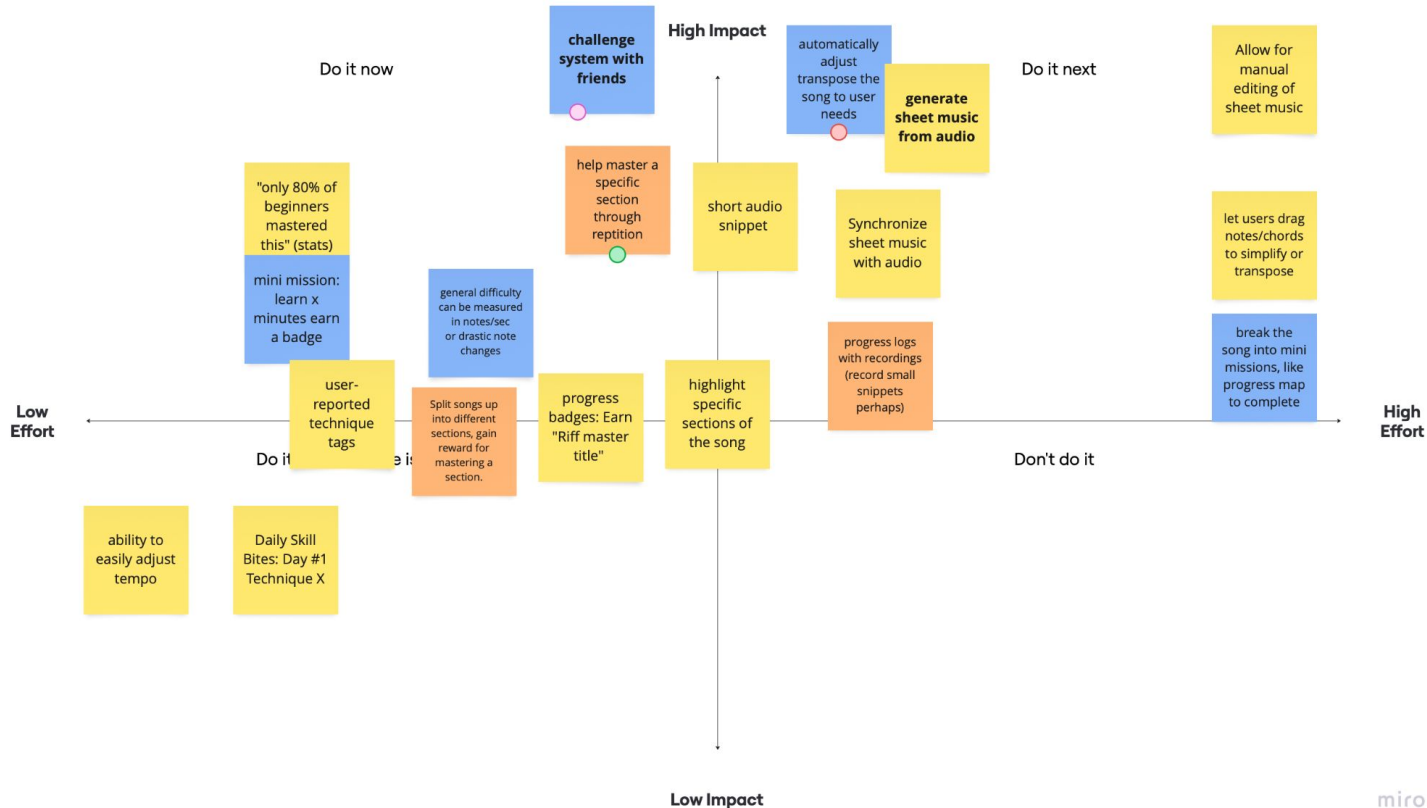 High Impact
Do it now
Do it next
challenge
system with
friends
automatically
adjust
transpose the
song to user
needs
generate
sheet music
from audio
Allow for
manual
editing of
sheet music
"only 80% of
beginners
mastered
this" (stats)
help master a
specific
section
through
reptition
short audio
snippet
Synchronize
sheet music
with audio
let users drag
notes/chords
to simplify or
transpose
mini mission:
learn x
minutes earn
a badge
general difficulty
can be measured
in notes/sec
or drastic note
changes
progress logs
with recordings
(record small
snippets
perhaps)
break the
song into mini
missions, like
progress map
to complete
Low
Effort
user-
reported
technique
tags
Split songs up
into different
sections, gain
reward for
mastering a
section.
progress
badges: Earn
"Riff master
title"
highlight
specific
sections of
the song
High
Effort
Do it
Don't do it
ability to
easily adjust
tempo
Daily Skill
Bites: Day #1
Technique X
Low Impact
miro